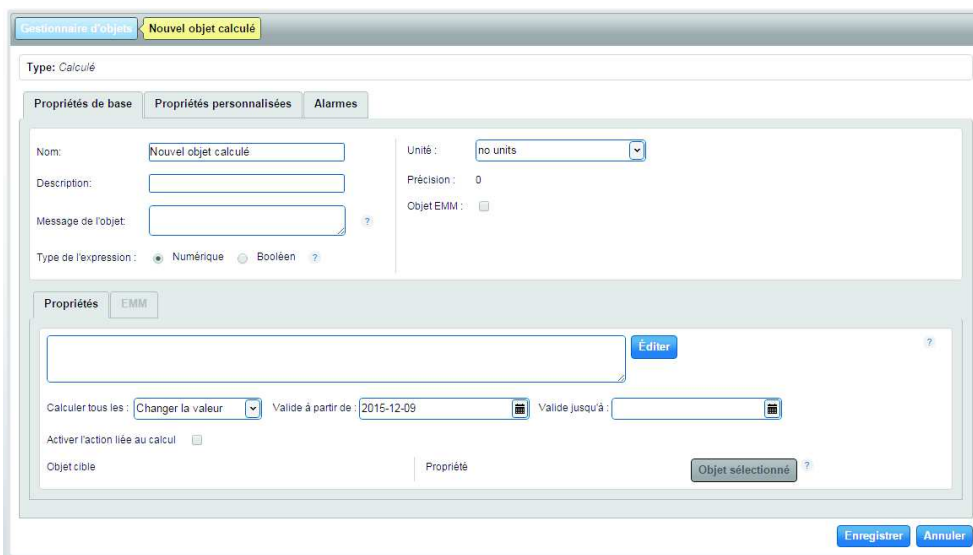 Gestionnaire d'objets Nouvel objet calculé
Type: Calculé
Propriétés de base Propriétés personnalisées Alarmes
Nom: Nouvel objet calculé Unité : no units
Description: Précision : 0
Objet EMM :
Message de l'objet: ?
Type de l'expression : Numérique Booléen ?
Propriétés EMM
Éditer ?
Calculer tous les : Changer la valeur Valide à partir de : 2015-12-09 Valide jusqu'à :
Activer l'action liée au calcul
Objet cible Propriété Objet sélectionné ?
Enregistrer Annuler